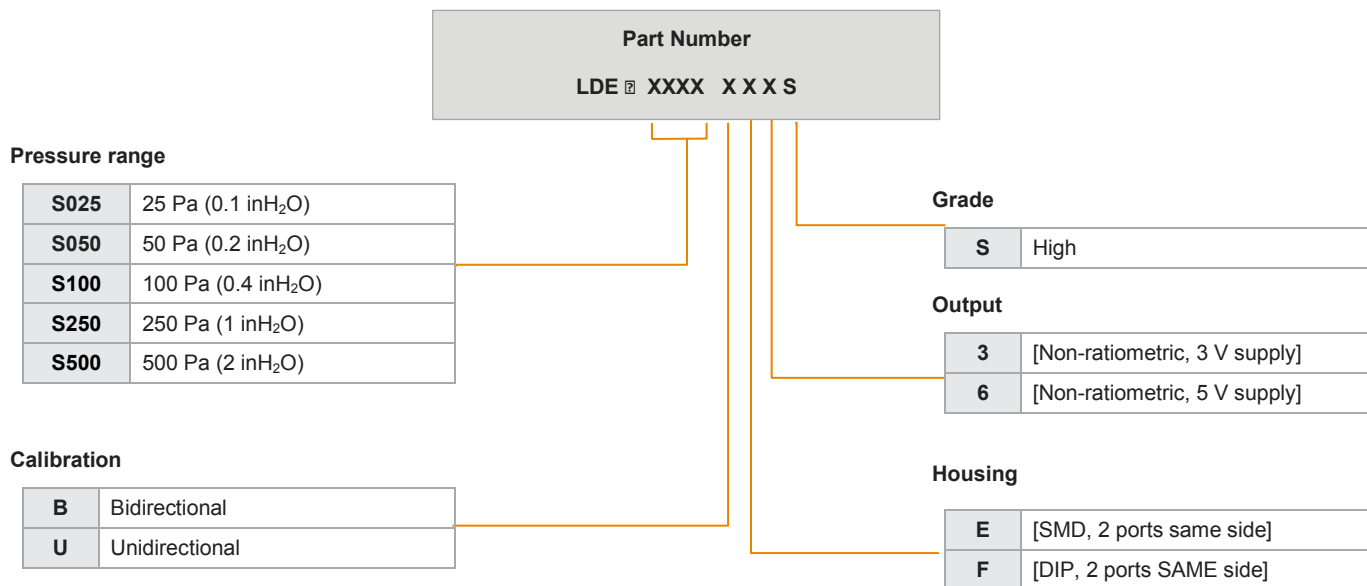 Part Number
LDE ⍰ XXXX X X X S
Pressure range
S025 25 Pa (0.1 inH₂O)
S050 50 Pa (0.2 inH₂O)
S100 100 Pa (0.4 inH₂O)
S250 250 Pa (1 inH₂O)
S500 500 Pa (2 inH₂O)
Calibration
B Bidirectional
U Unidirectional
Grade
S High
Output
3 [Non-ratiometric, 3 V supply]
6 [Non-ratiometric, 5 V supply]
Housing
E [SMD, 2 ports same side]
F [DIP, 2 ports SAME side]